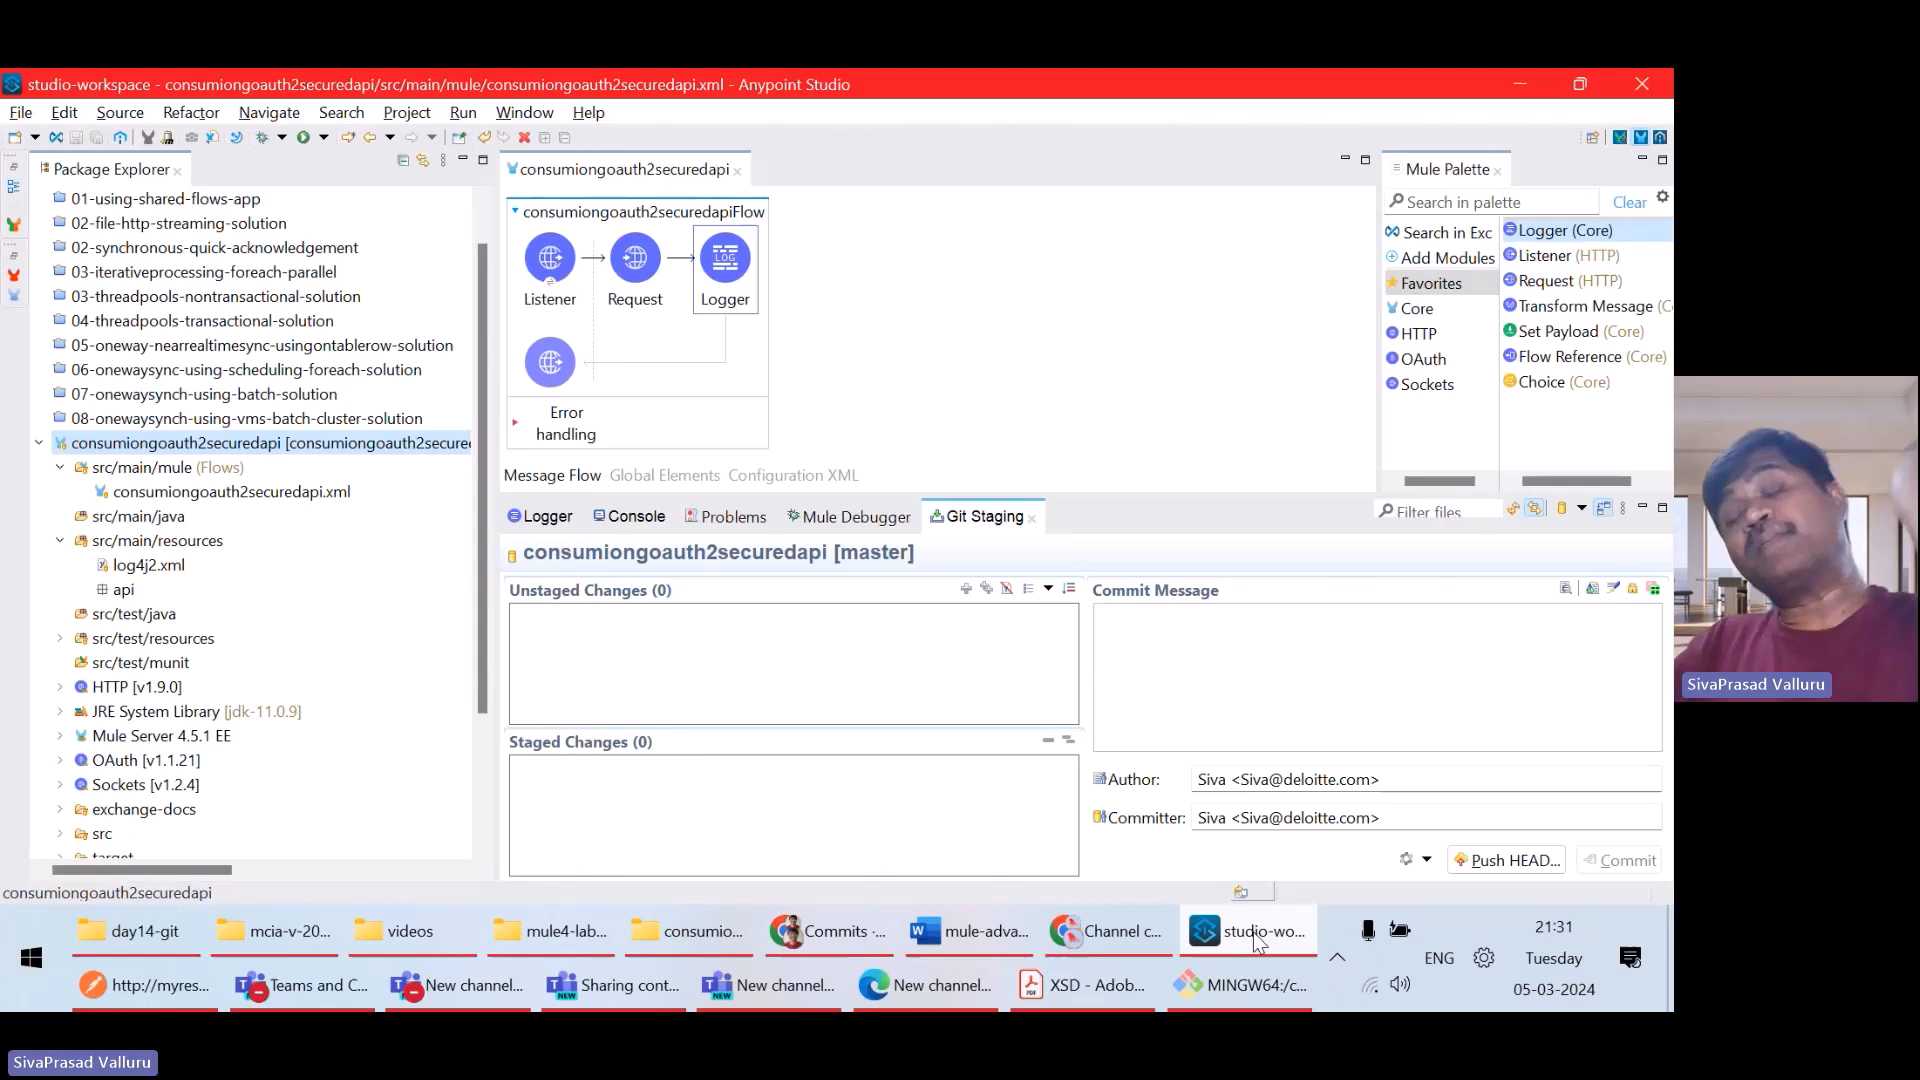 studio-workspace - consumiongoauth2securedapi/src/main/mule/consumiongoauth2securedapi.xml - Anypoint Studio
File Edit Source Refactor Navigate Search Project Run Window Help
Package Explorer
01-using-shared-flows-app
02-file-http-streaming-solution
02-synchronous-quick-acknowledgement
03-iterativeprocessing-foreach-parallel
03-threadpools-nontransactional-solution
04-threadpools-transactional-solution
05-oneway-nearrealtimesync-usingontablerow-solution
06-onewaysync-using-scheduling-foreach-solution
07-onewaysynch-using-batch-solution
08-onewaysynch-using-vms-batch-cluster-solution
consumiongoauth2securedapi [consumiongoauth2secure
src/main/mule (Flows)
consumiongoauth2securedapi.xml
src/main/java
src/main/resources
log4j2.xml
api
src/test/java
src/test/resources
src/test/munit
HTTP [v1.9.0]
JRE System Library [jdk-11.0.9]
Mule Server 4.5.1 EE
OAuth [v1.1.21]
Sockets [v1.2.4]
exchange-docs
src
target
consumiongoauth2securedapi
consumiongoauth2securedapi
consumiongoauth2securedapiFlow
LOG
Listener Request Logger
Error
handling
Message Flow Global Elements Configuration XML
Mule Palette
Search in palette Clear
Search in Exc
Add Modules
Favorites
Core
HTTP
OAuth
Sockets
Logger (Core)
Listener (HTTP)
Request (HTTP)
Transform Message (C
Set Payload (Core)
Flow Reference (Core)
Choice (Core)
Logger Console Problems Mule Debugger Git Staging
Filter files
consumiongoauth2securedapi [master]
Unstaged Changes (0)
Staged Changes (0)
Commit Message
Author: Siva <Siva@deloitte.com>
Committer: Siva <Siva@deloitte.com>
Push HEAD... Commit
day14-git mcia-v-20... videos mule4-lab... consumio... Commits ·... mule-adva... Channel c... studio-wo...
http://myres... Teams and C... New channel... Sharing cont... NEW New channel... NEW New channel... XSD - Adob... MINGW64:/c...
ENG
21:31
Tuesday
05-03-2024
SivaPrasad Valluru
SivaPrasad Valluru